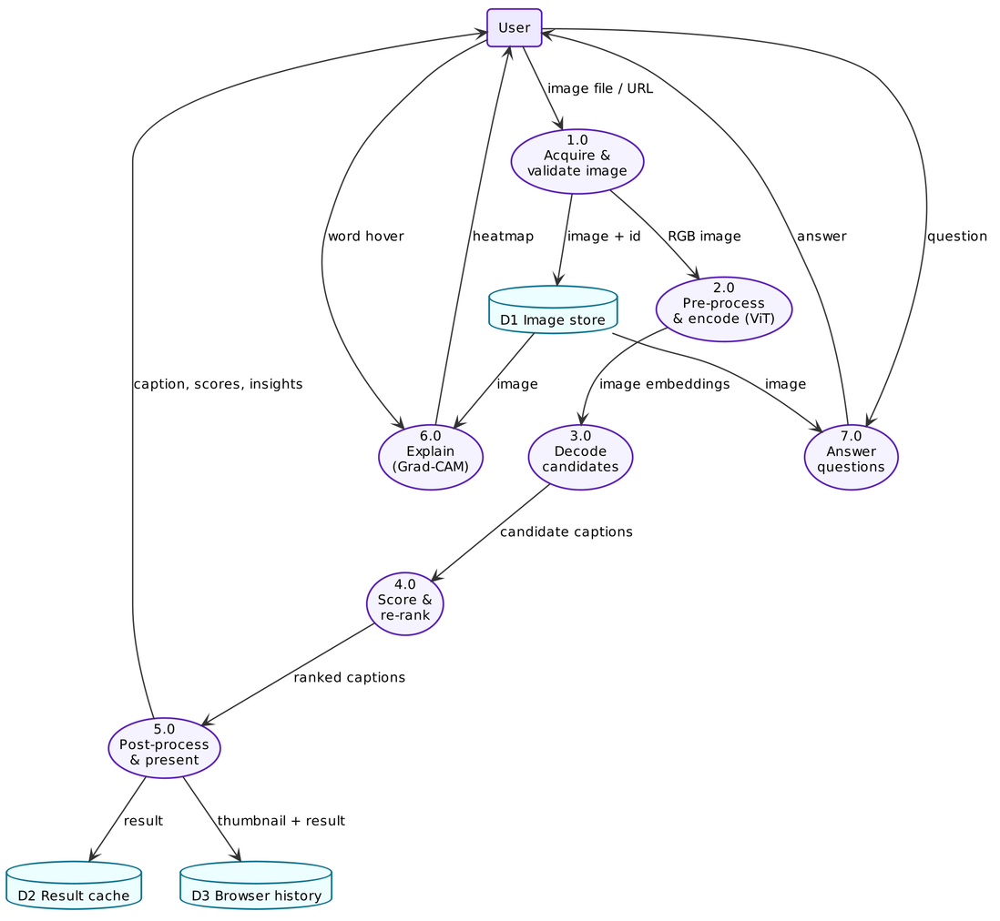 User
image file / URL
1.0
Acquire &
validate image
word hover
heatmap
image + id
RGB image
answer
question
2.0
Pre-process
& encode (ViT)
D1 Image store
caption, scores, insights
image
image embeddings
image
6.0
Explain
(Grad-CAM)
3.0
Decode
candidates
7.0
Answer
questions
candidate captions
4.0
Score &
re-rank
ranked captions
5.0
Post-process
& present
result
thumbnail + result
D2 Result cache
D3 Browser history